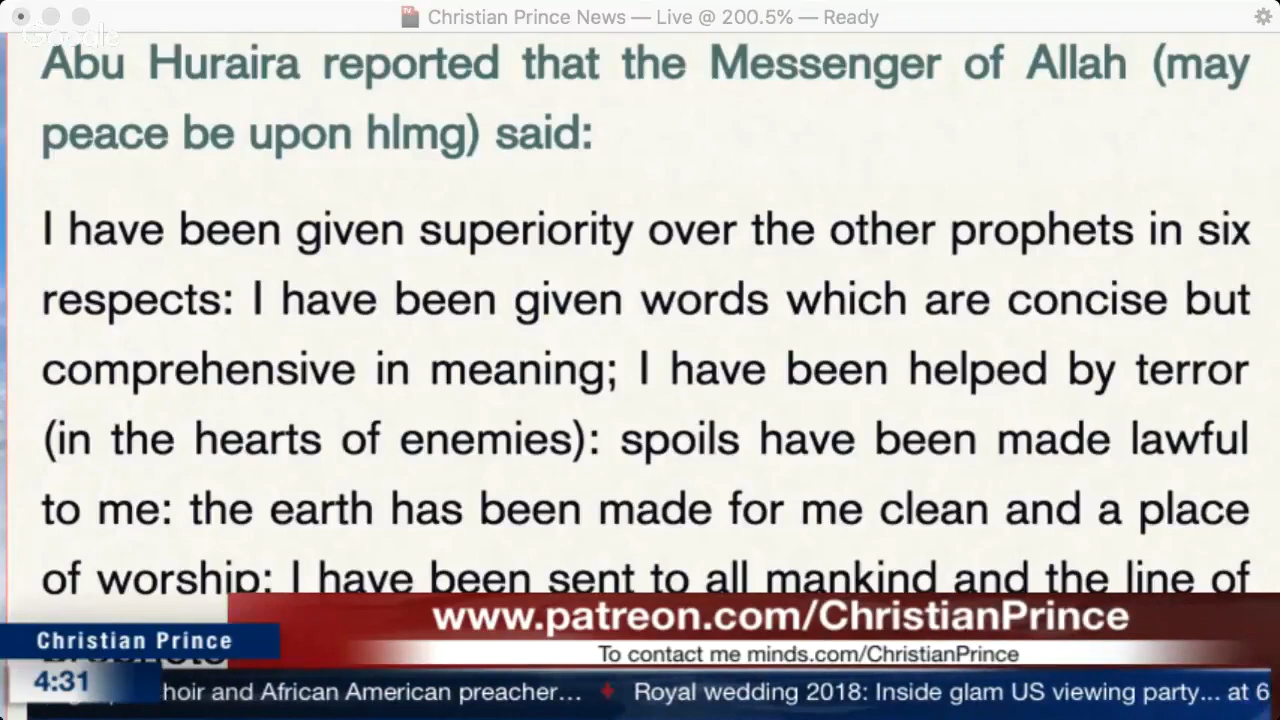 Christian Prince News — Live @ 200.5% — Ready
Google
Abu Huraira reported that the Messenger of Allah (may
peace be upon hlmg) said:
I have been given superiority over the other prophets in six
respects: I have been given words which are concise but
comprehensive in meaning; I have been helped by terror
(in the hearts of enemies): spoils have been made lawful
to me: the earth has been made for me clean and a place
of worship; I have been sent to all mankind and the line of
www.patreon.com/ChristianPrince
Christian Prince
To contact me minds.com/ChristianPrince
4:31
hoir and African American preacher... ♦ Royal wedding 2018: Inside glam US viewing party... at 6